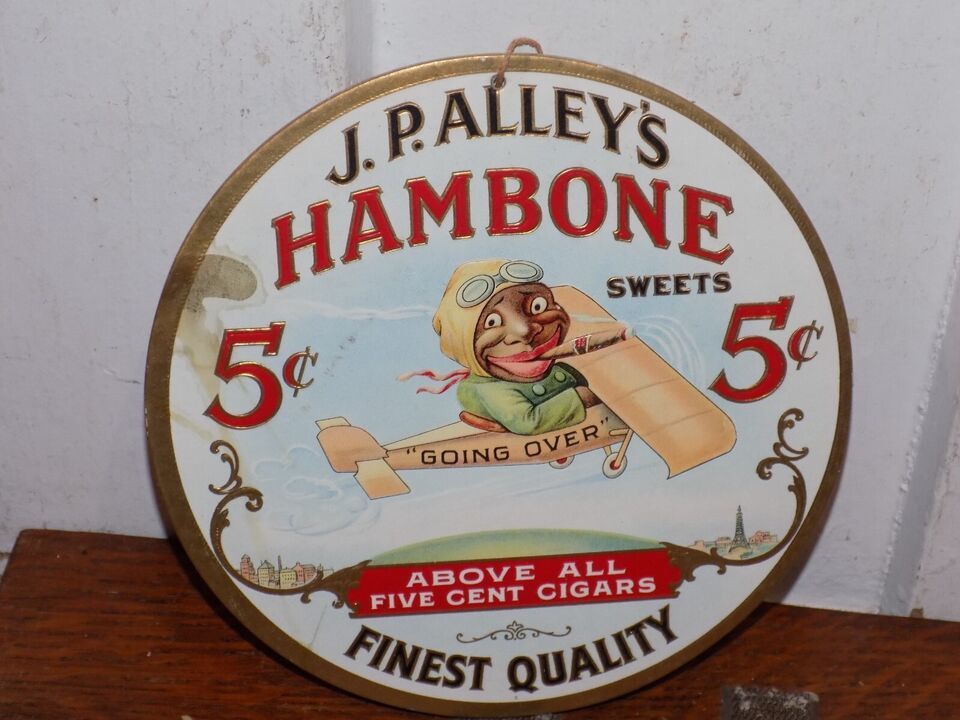 J. P. ALLEY'S
HAMBONE
SWEETS
5¢
5¢
"GOING OVER"
ABOVE ALL
FIVE CENT CIGARS
FINEST QUALITY